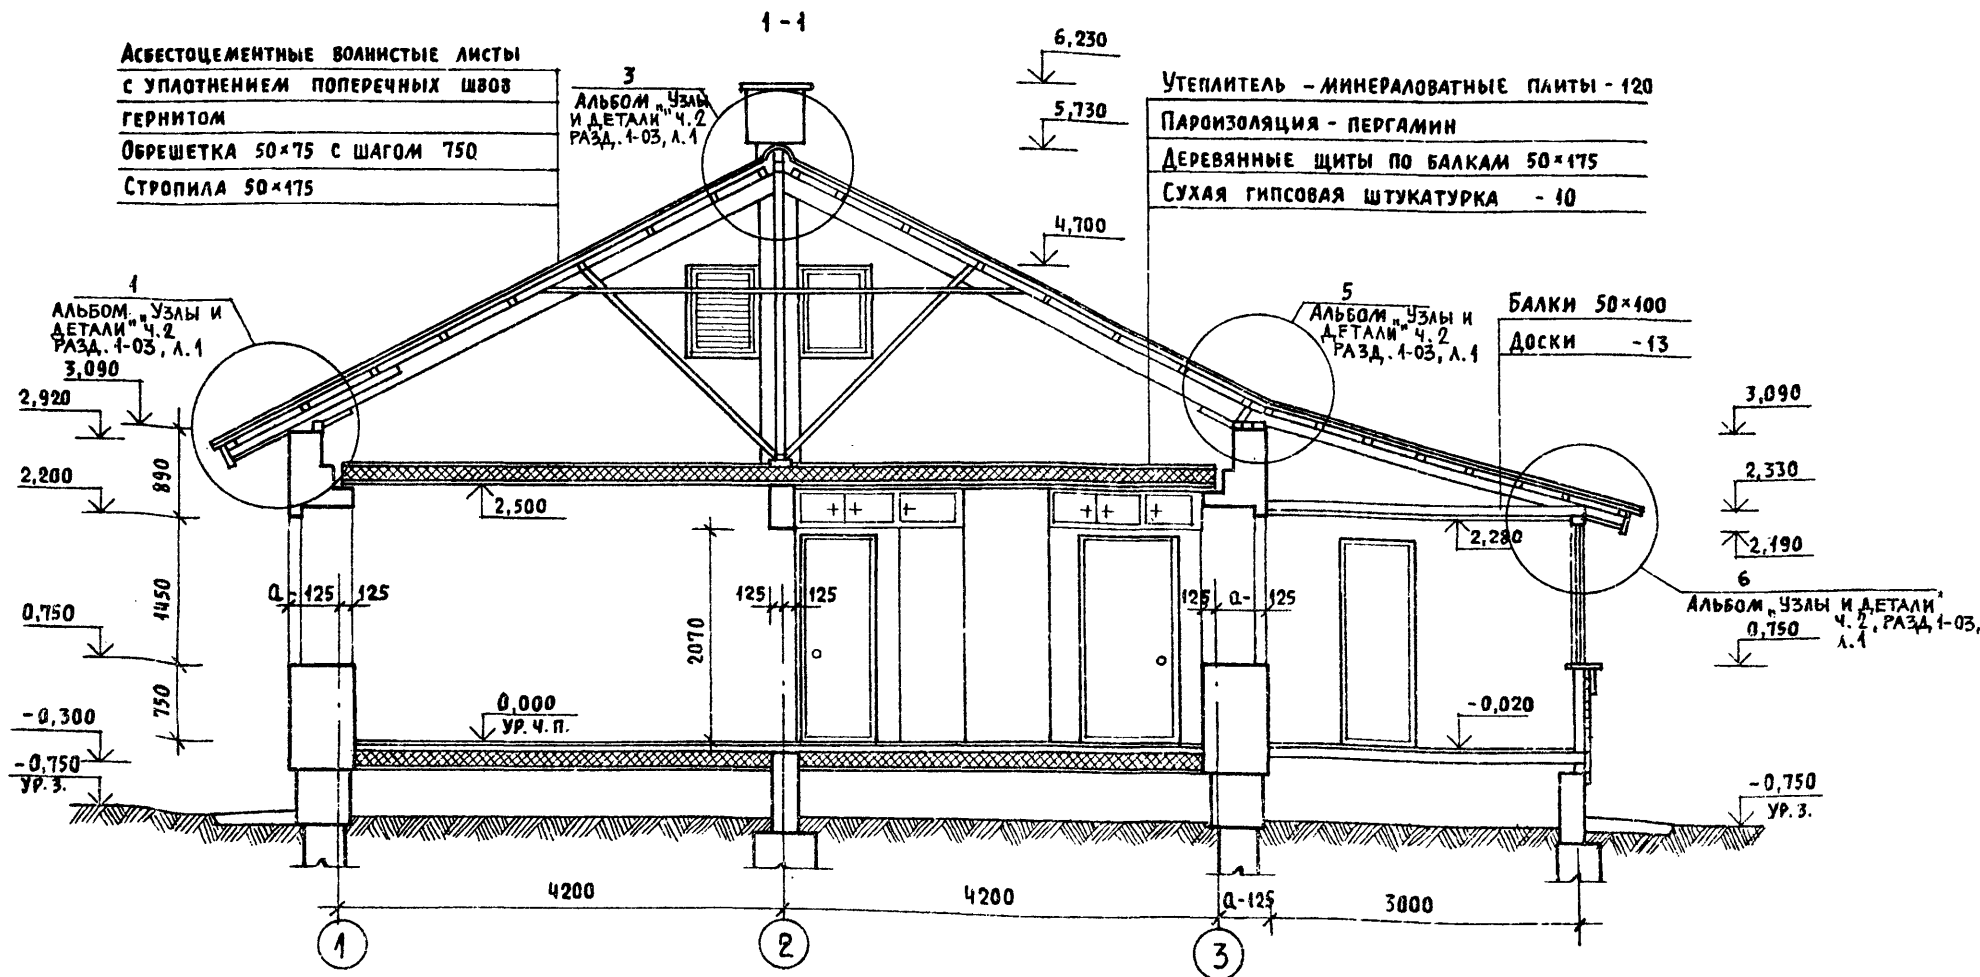 1-1
АСБЕСТОЦЕМЕНТНЫЕ ВОЛНИСТЫЕ ЛИСТЫ
С УПЛОТНЕНИЕМ ПОПЕРЕЧНЫХ ШВОВ
ГЕРНИТОМ
ОБРЕШЕТКА 50×75 С ШАГОМ 750
СТРОПИЛА 50×175
3
АЛЬБОМ „УЗЛЫ
И ДЕТАЛИ" Ч.2
РАЗД. 1-03, Л.1
6,230
5,730
4,700
УТЕПЛИТЕЛЬ - МИНЕРАЛОВАТНЫЕ ПЛИТЫ - 120
ПАРОИЗОЛЯЦИЯ - ПЕРГАМИН
ДЕРЕВЯННЫЕ ЩИТЫ ПО БАЛКАМ 50×175
СУХАЯ ГИПСОВАЯ ШТУКАТУРКА - 10
1
АЛЬБОМ „УЗЛЫ И
ДЕТАЛИ" Ч.2
РАЗД. 1-03, Л.1
5
АЛЬБОМ „УЗЛЫ И
ДЕТАЛИ" Ч.2
РАЗД. 1-03, Л.1
БАЛКИ 50×100
ДОСКИ -13
3,090
2,920
2,200
0,750
-0,300
-0,750
УР.З.
890
1450
750
2,500
2,280
3,090
2,330
2,190
6
АЛЬБОМ „УЗЛЫ И ДЕТАЛИ"
Ч.2, РАЗД 1-03,
Л.1
0,750
а-125 125
125 125
125 а-125
2070
0,000
УР.Ч.П.
-0,020
-0,750
УР.З.
4200
4200
а-125
3000
1
2
3